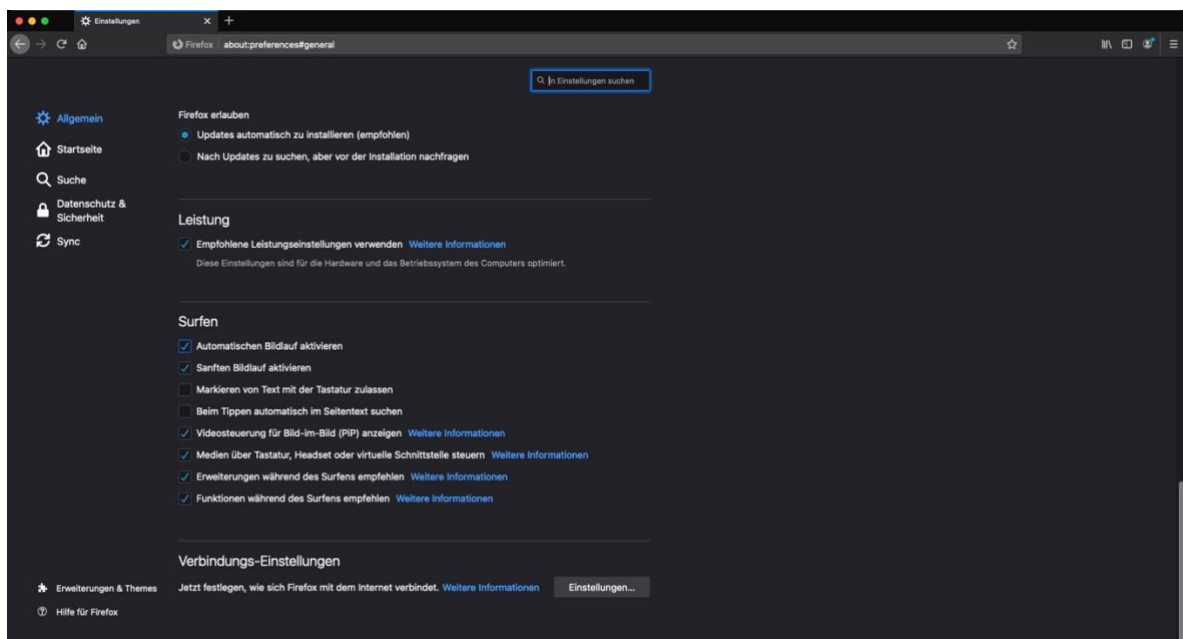 Einstellungen
Firefox about:preferences#general
In Einstellungen suchen
Allgemein
Startseite
Suche
Datenschutz &
Sicherheit
Sync
Firefox erlauben
Updates automatisch zu installieren (empfohlen)
Nach Updates zu suchen, aber vor der Installation nachfragen
Leistung
Empfohlene Leistungseinstellungen verwenden Weitere Informationen
Diese Einstellungen sind für die Hardware und das Betriebssystem des Computers optimiert.
Surfen
Automatischen Bildlauf aktivieren
Sanften Bildlauf aktivieren
Markieren von Text mit der Tastatur zulassen
Beim Tippen automatisch im Seitentext suchen
Videosteuerung für Bild-im-Bild (PiP) anzeigen Weitere Informationen
Medien über Tastatur, Headset oder virtuelle Schnittstelle steuern Weitere Informationen
Erweiterungen während des Surfens empfehlen Weitere Informationen
Funktionen während des Surfens empfehlen Weitere Informationen
Verbindungs-Einstellungen
Jetzt festlegen, wie sich Firefox mit dem Internet verbindet. Weitere Informationen Einstellungen...
Erweiterungen & Themes
Hilfe für Firefox